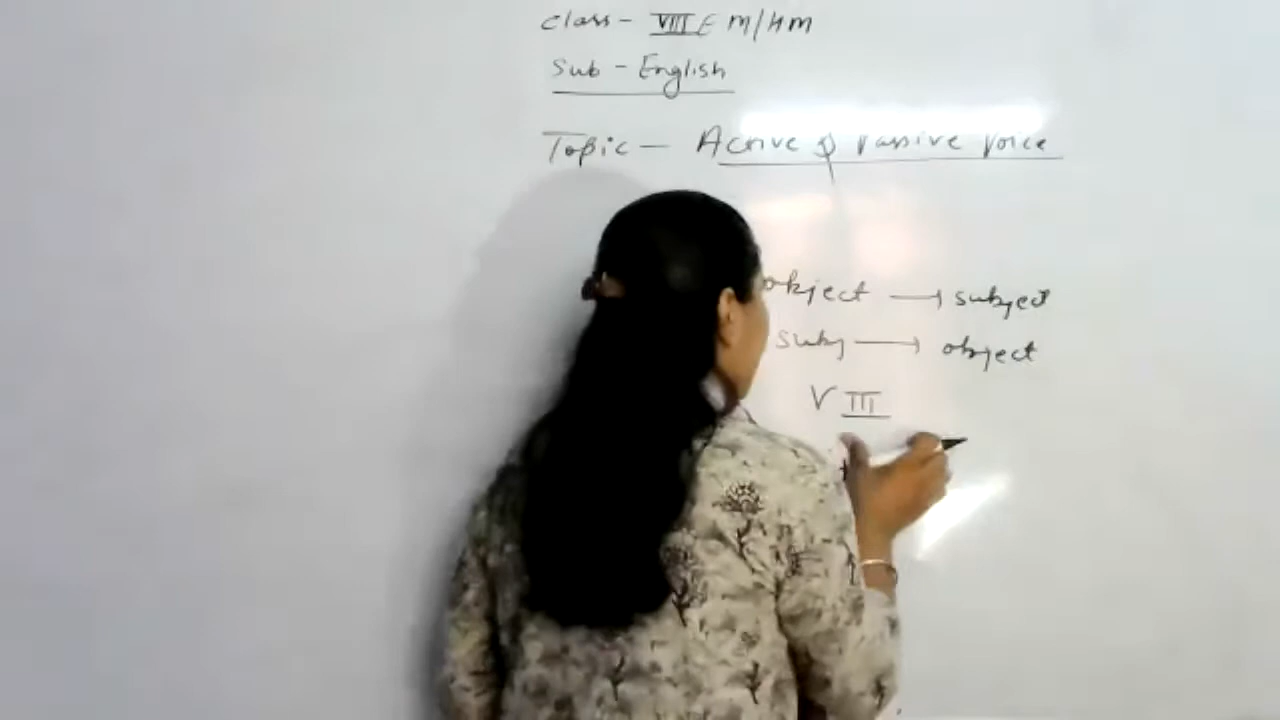 Class - VIII E M/HM
Sub - English
Topic - Active & Passive Voice
object → subject
subj → object
V III